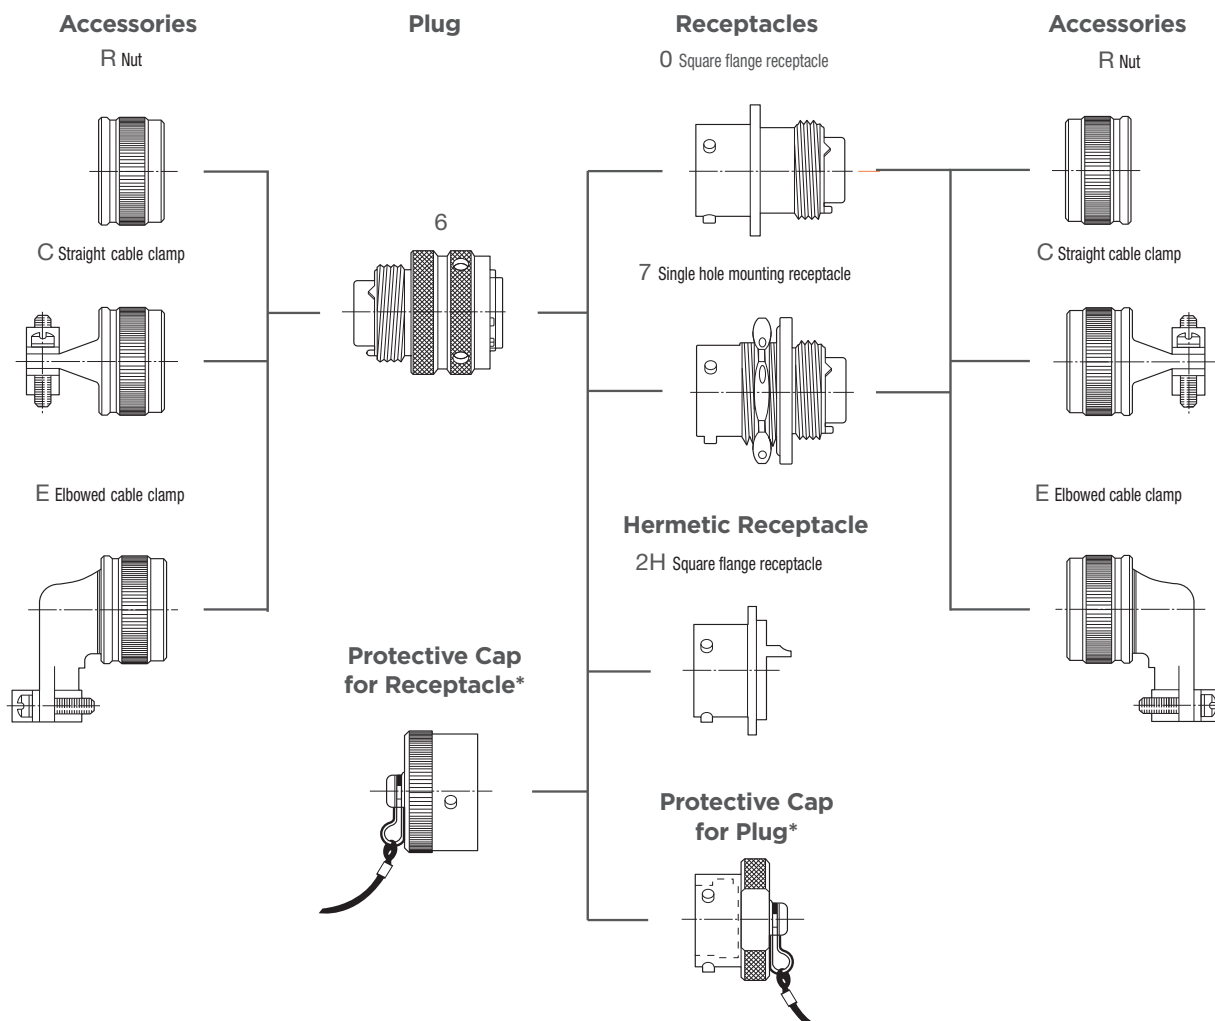 Accessories
Plug
Receptacles
Accessories
R Nut
0 Square flange receptacle
R Nut
6
C Straight cable clamp
7 Single hole mounting receptacle
C Straight cable clamp
E Elbowed cable clamp
E Elbowed cable clamp
Hermetic Receptacle
2H Square flange receptacle
Protective Cap
for Receptacle*
Protective Cap
for Plug*